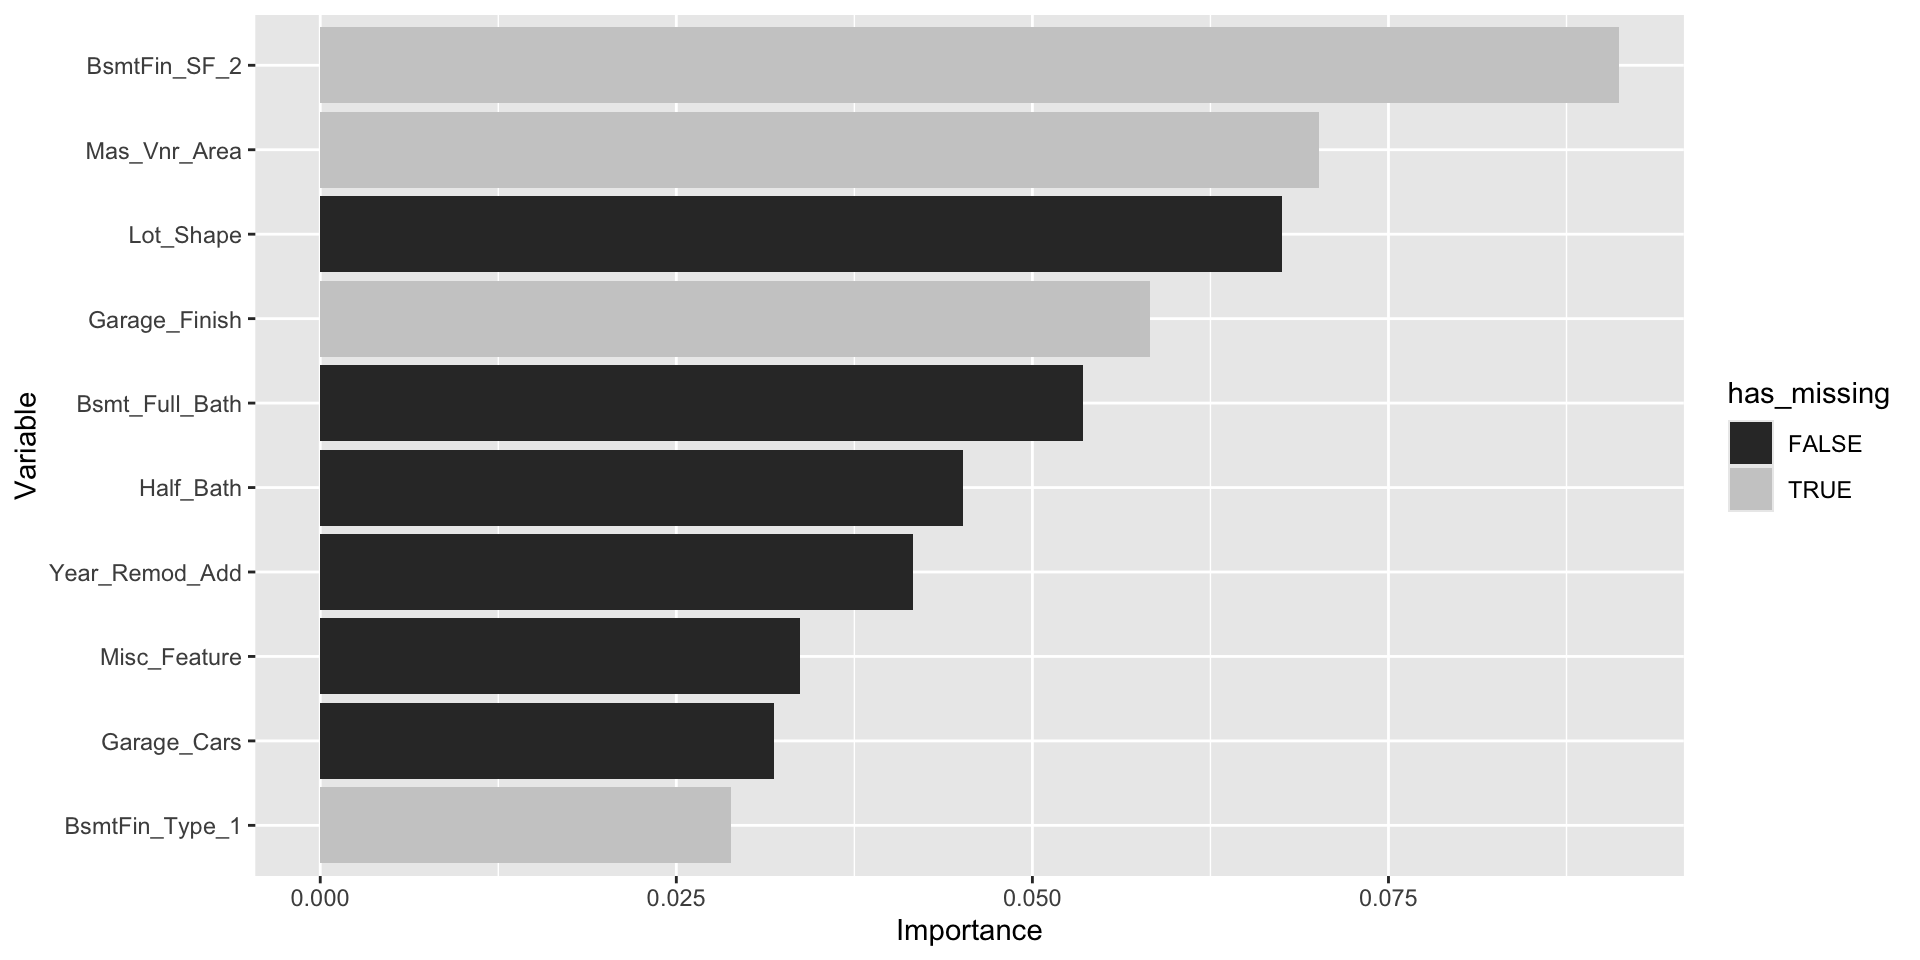 BsmtFin_SF_2
Mas_Vnr_Area
Lot_Shape
Garage_Finish
Bsmt_Full_Bath
Half_Bath
Year_Remod_Add
Misc_Feature
Garage_Cars
BsmtFin_Type_1
Variable
0.000 0.025 0.050 0.075
Importance
has_missing
FALSE
TRUE